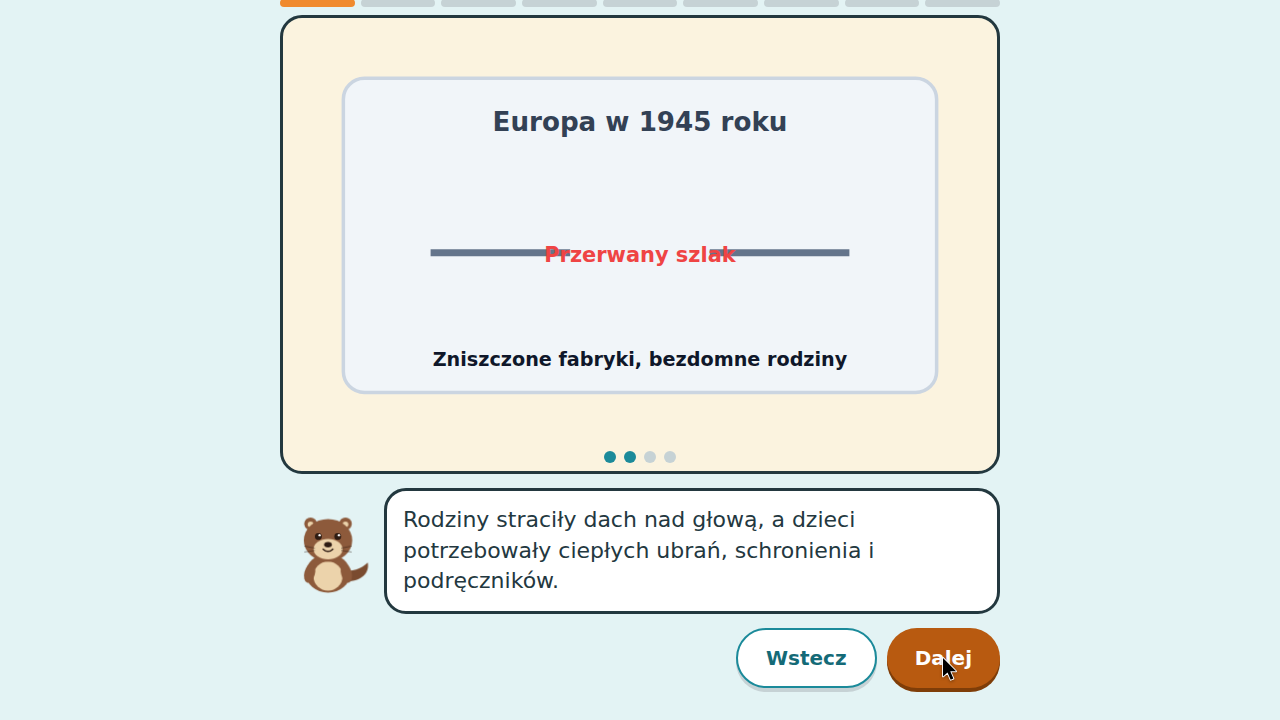 Europa w 1945 roku
Przerwany szlak
Zniszczone fabryki, bezdomne rodziny
Rodziny straciły dach nad głową, a dzieci
potrzebowały ciepłych ubrań, schronienia i
podręczników.
Wstecz
Dalej